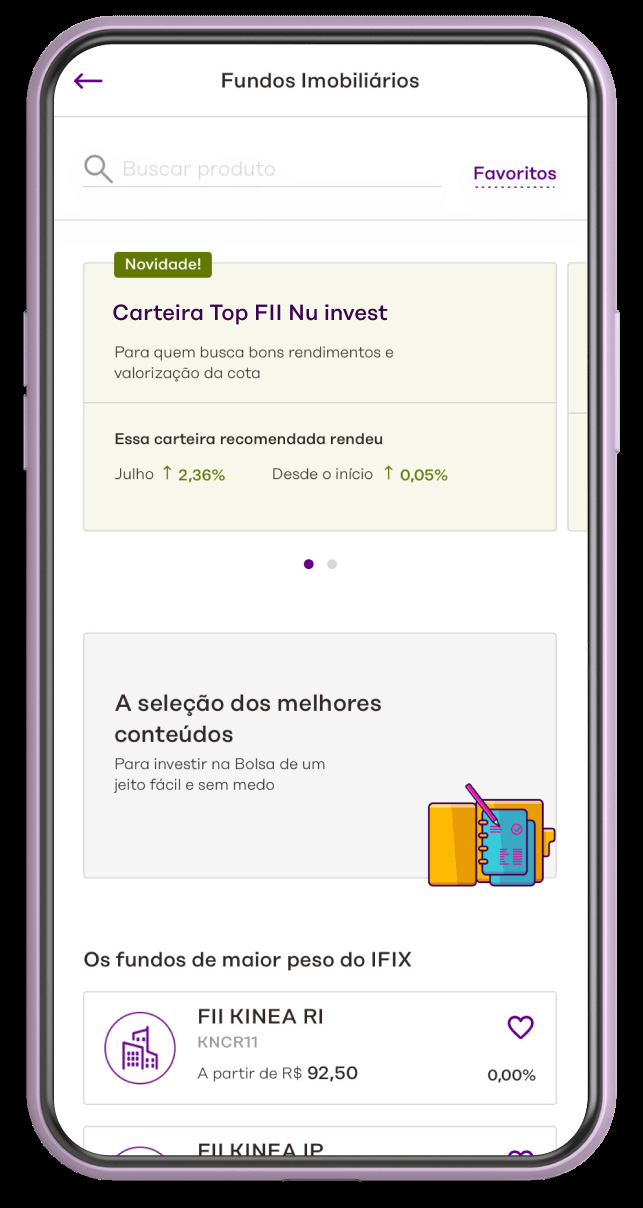 Fundos Imobiliários
Buscar produto
Favoritos
Novidade!
Carteira Top FII Nu invest
Para quem busca bons rendimentos e
valorização da cota
Essa carteira recomendada rendeu
Julho ↑ 2,36% Desde o início ↑ 0,05%
A seleção dos melhores
conteúdos
Para investir na Bolsa de um
jeito fácil e sem medo
Os fundos de maior peso do IFIX
FII KINEA RI
KNCR11
A partir de R$ 92,50
0,00%
FII KINEA IP